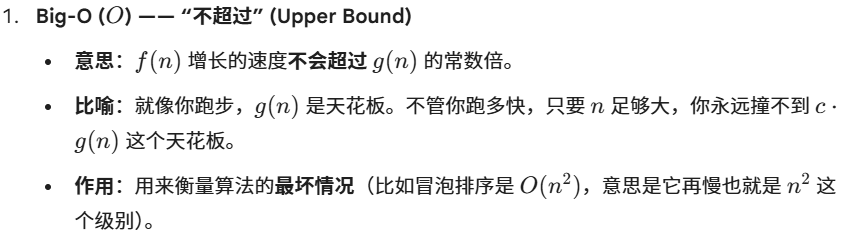 1. Big-O (O) —— “不超过” (Upper Bound)
• 意思：f(n) 增长的速度不会超过 g(n) 的常数倍。
• 比喻：就像你跑步，g(n) 是天花板。不管你跑多快，只要 n 足够大，你永远撞不到 c ·
g(n) 这个天花板。
• 作用：用来衡量算法的最坏情况（比如冒泡排序是 O(n²)，意思是它再慢也就是 n² 这
个级别）。